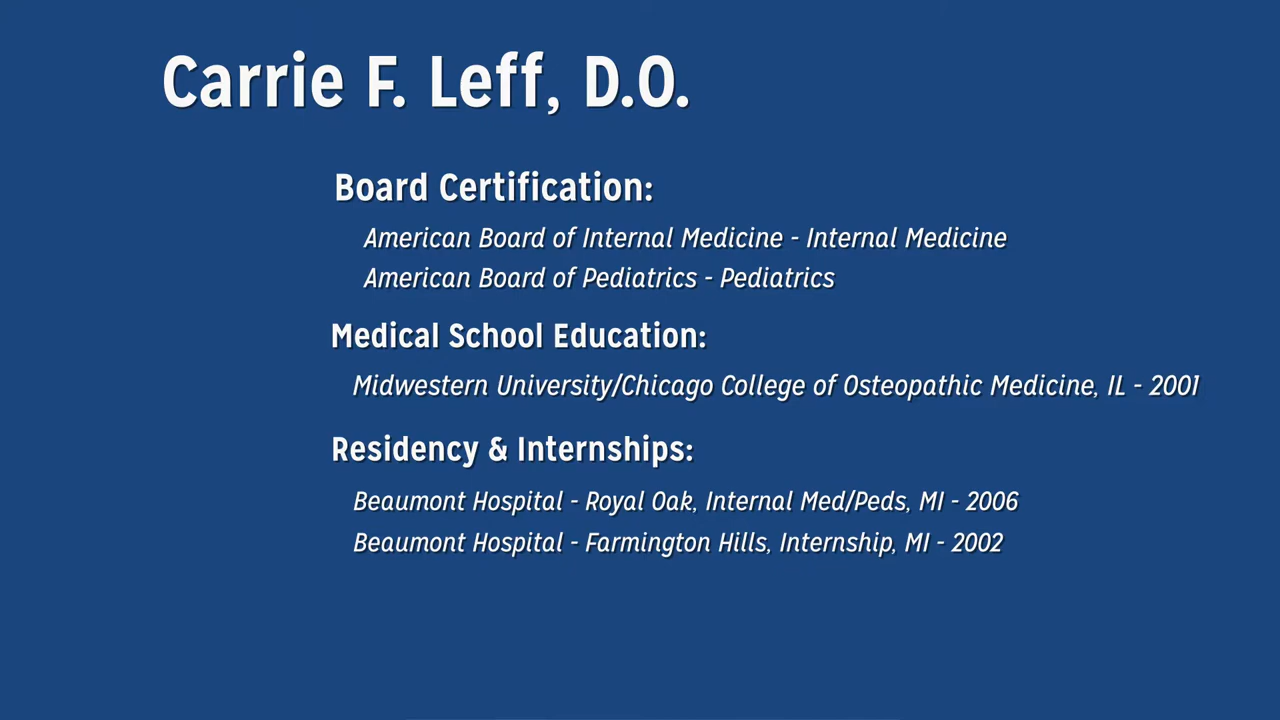 Carrie F. Leff, D.O.
Board Certification:
American Board of Internal Medicine - Internal Medicine
American Board of Pediatrics - Pediatrics
Medical School Education:
Midwestern University/Chicago College of Osteopathic Medicine, IL - 2001
Residency & Internships:
Beaumont Hospital - Royal Oak, Internal Med/Peds, MI - 2006
Beaumont Hospital - Farmington Hills, Internship, MI - 2002